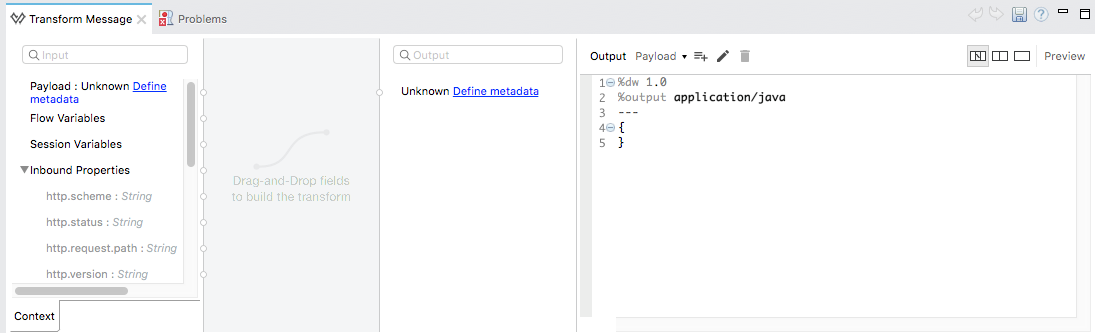 Transform Message
Problems
Input
Payload : Unknown Define
metadata
Flow Variables
Session Variables
Inbound Properties
http.scheme : String
http.status : String
http.request.path : String
http.version : String
Context
Drag-and-Drop fields
to build the transform
Output
Unknown Define metadata
Output Payload Preview
1 %dw 1.0
2 %output application/java
3 ---
4 {
5 }